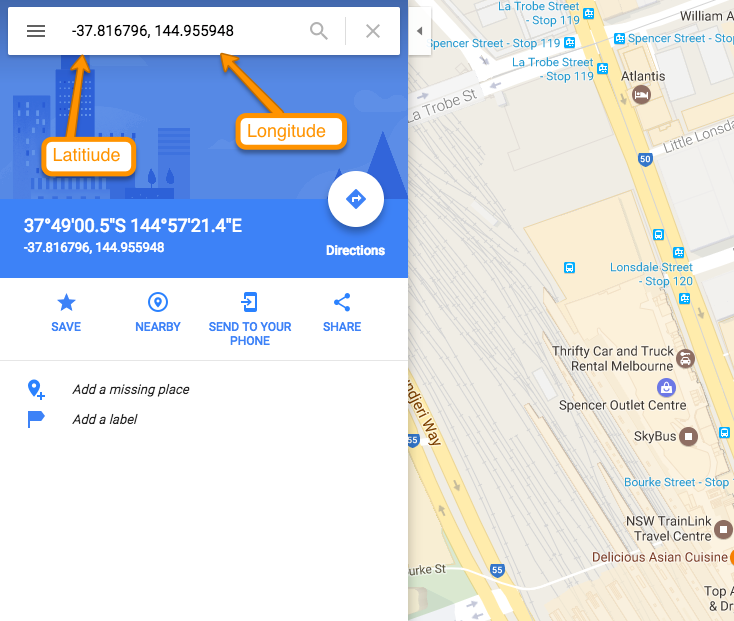 -37.816796, 144.955948
Latitiude
Longitude
37°49'00.5"S 144°57'21.4"E
-37.816796, 144.955948
Directions
SAVE
NEARBY
SEND TO YOUR
PHONE
SHARE
Add a missing place
Add a label
La Trobe Street
- Stop 119
William A
Spencer Street - Stop 119
Spencer Street - Sto
La Trobe Street
- Stop 119
Atlantis
La Trobe St
Little Lonsda
50
Lonsdale Street
- Stop 120
Thrifty Car and Truck
Rental Melbourne
Spencer Outlet Centre
undjeri Way
55
SkyBus
Bourke Street - Stop 1
NSW TrainLink
Travel Centre
Delicious Asian Cuisine
55
urke St
Top A
& Dr